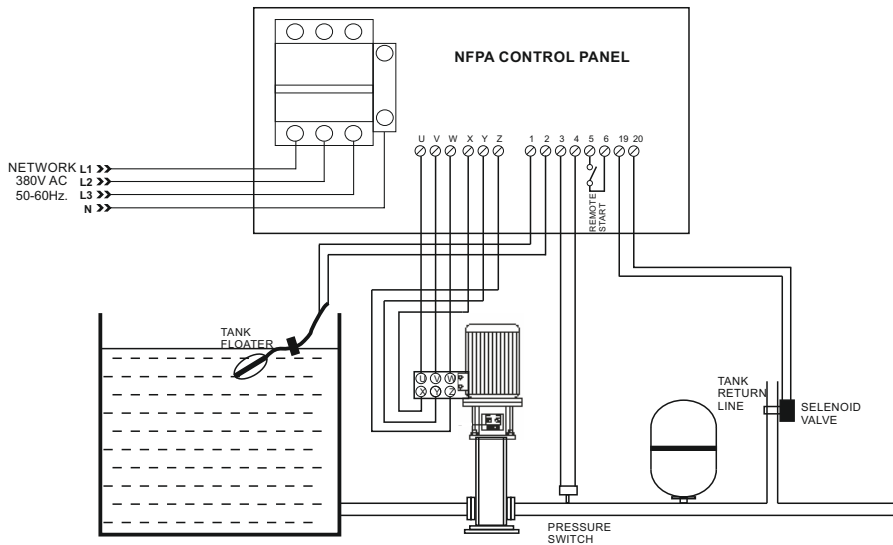 NFPA CONTROL PANEL
U V W X Y Z 1 2 3 4 5 6 19 20
REMOTE
START
NETWORK L1
380V AC L2
50-60Hz. L3
N
TANK
FLOATER
U V W
X Y Z
TANK
RETURN
LINE
SELENOID
VALVE
PRESSURE
SWITCH